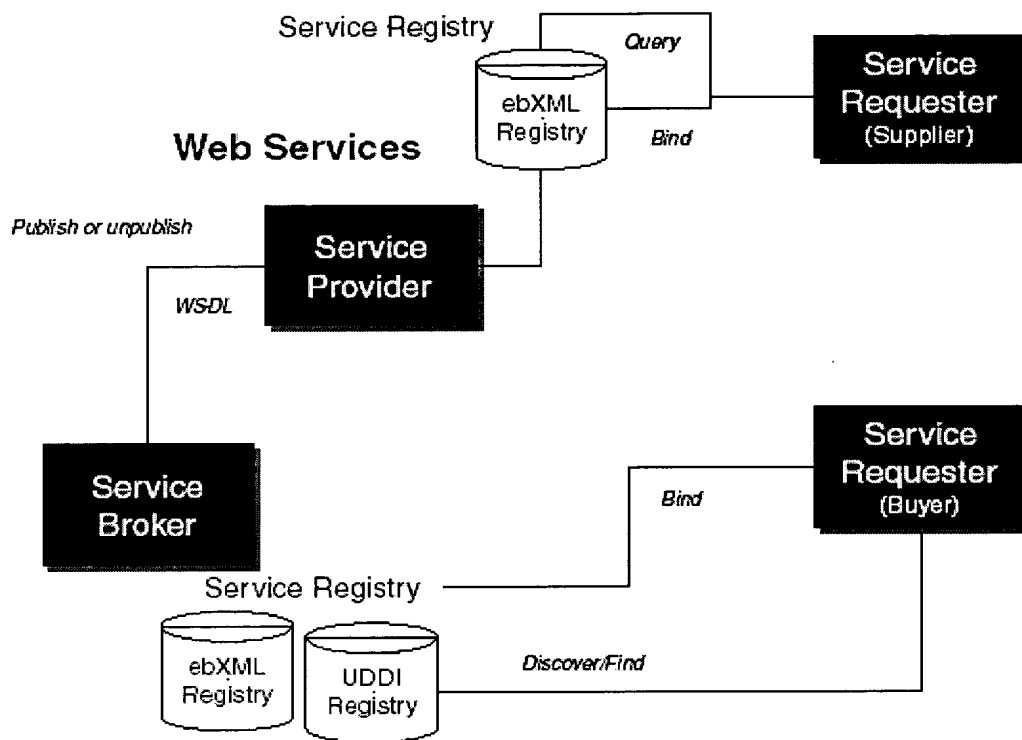 Service Registry
Query
ebXML
Registry
Bind
Service
Requester
(Supplier)
Web Services
Publish or unpublish
Service
Provider
WSDL
Service
Broker
Service
Requester
(Buyer)
Bind
Service Registry
ebXML
Registry
UDDI
Registry
Discover/Find